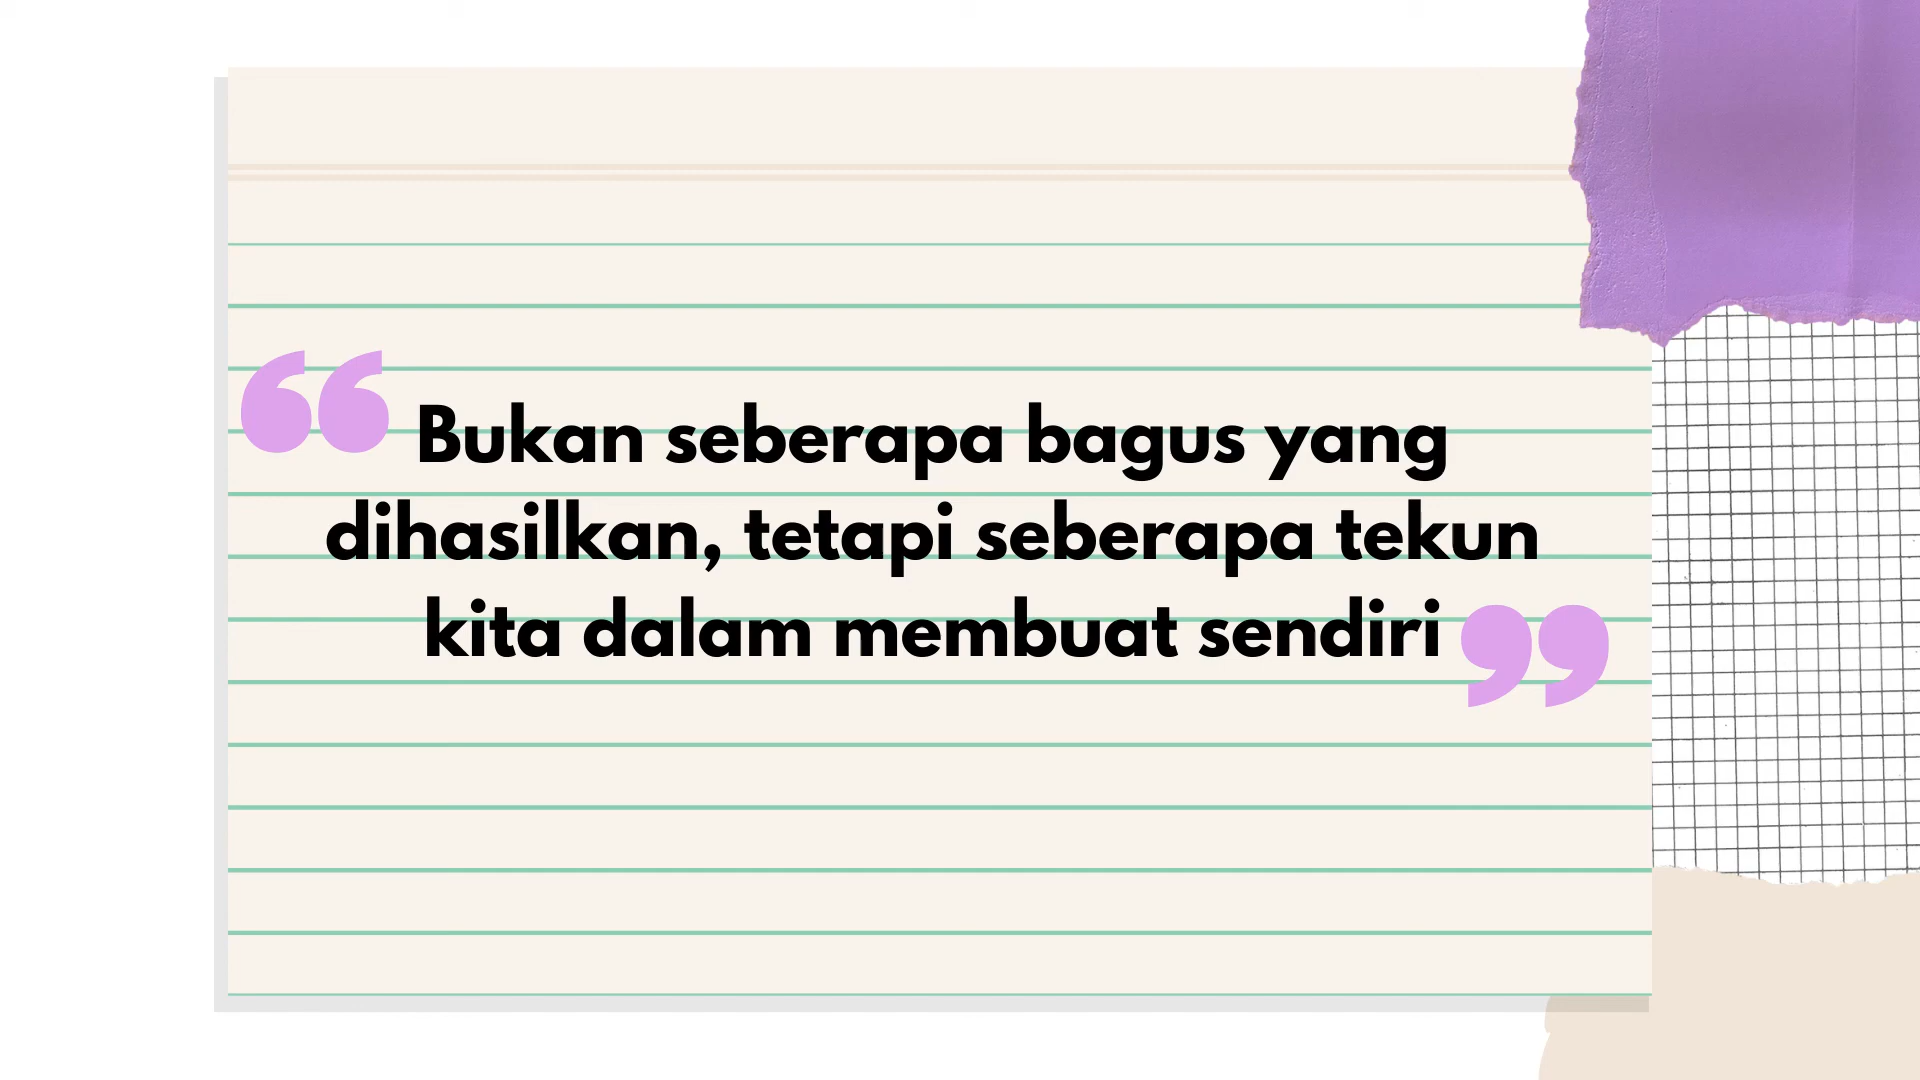 “Bukan seberapa bagus yang
dihasilkan, tetapi seberapa tekun
kita dalam membuat sendiri”